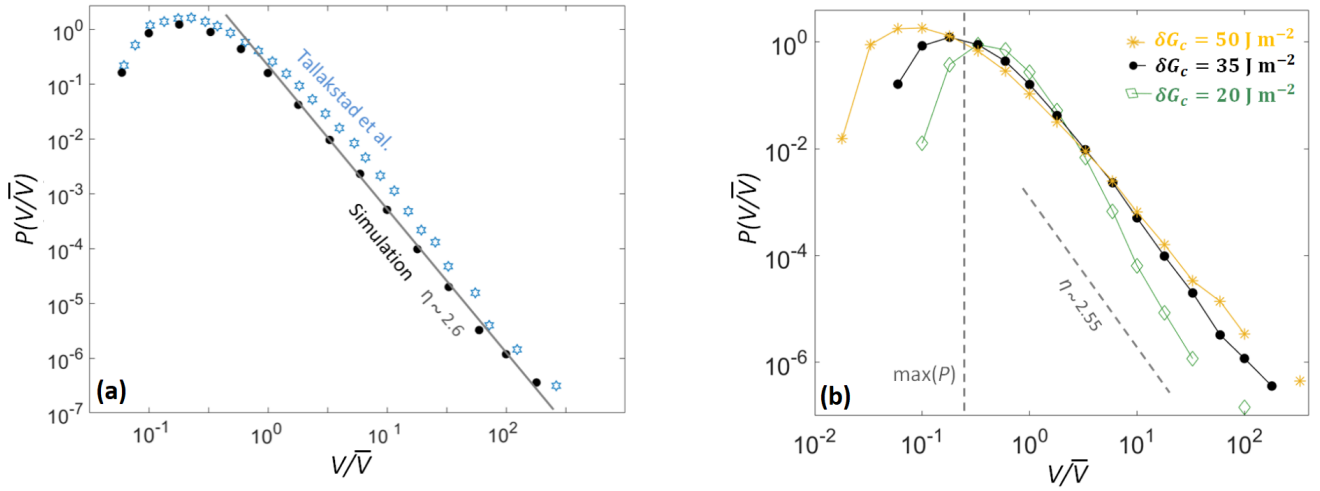 10^0
10^-1
10^-2
10^-3
10^-4
10^-5
10^-6
10^-7
P(V/V̅)
Tallakstad et al.
Simulation
η ~ 2.6
(a)
10^-1
10^0
10^1
10^2
V/V̅
10^0
10^-2
10^-4
10^-6
P(V/V̅)
δG_c = 50 J m^-2
δG_c = 35 J m^-2
δG_c = 20 J m^-2
η ~ 2.55
max(P)
(b)
10^-2
10^-1
10^0
10^1
10^2
V/V̅